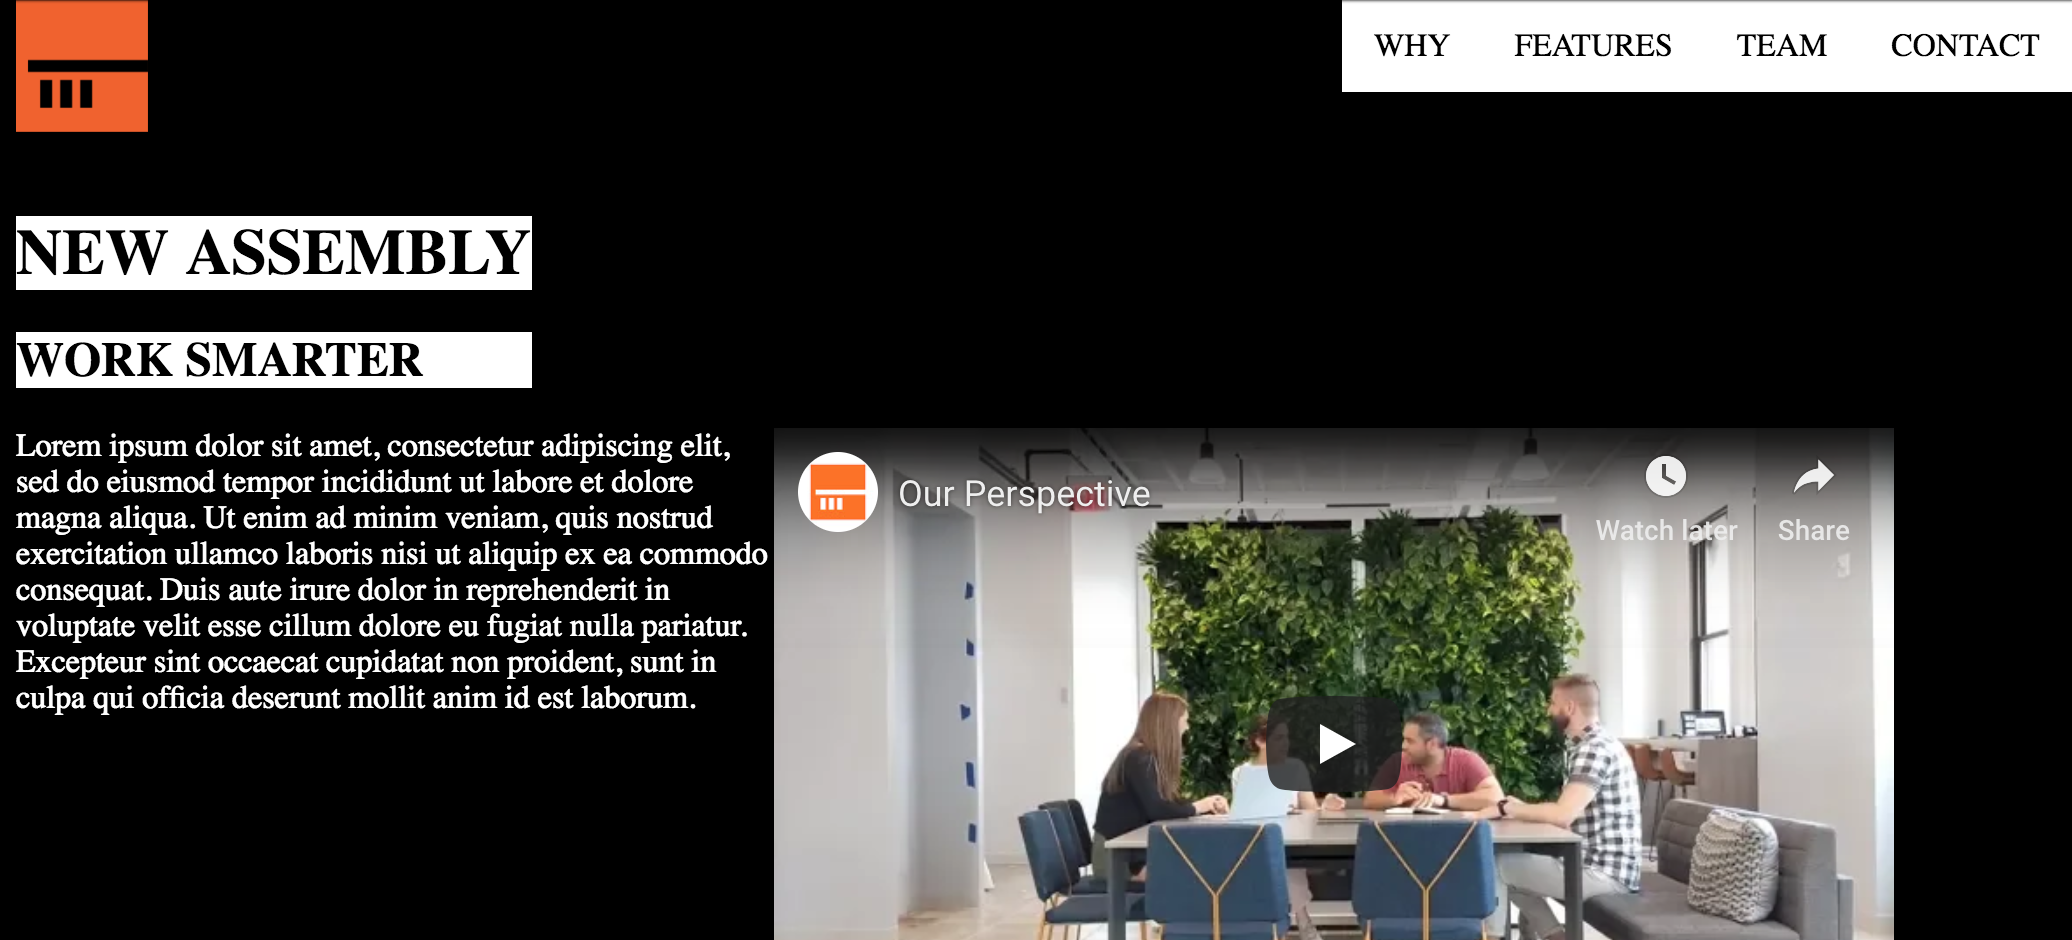 WHY FEATURES TEAM CONTACT
NEW ASSEMBLY
WORK SMARTER
Lorem ipsum dolor sit amet, consectetur adipiscing elit,
sed do eiusmod tempor incididunt ut labore et dolore
magna aliqua. Ut enim ad minim veniam, quis nostrud
exercitation ullamco laboris nisi ut aliquip ex ea commodo
consequat. Duis aute irure dolor in reprehenderit in
voluptate velit esse cillum dolore eu fugiat nulla pariatur.
Excepteur sint occaecat cupidatat non proident, sunt in
culpa qui officia deserunt mollit anim id est laborum.
Our Perspective
Watch later Share